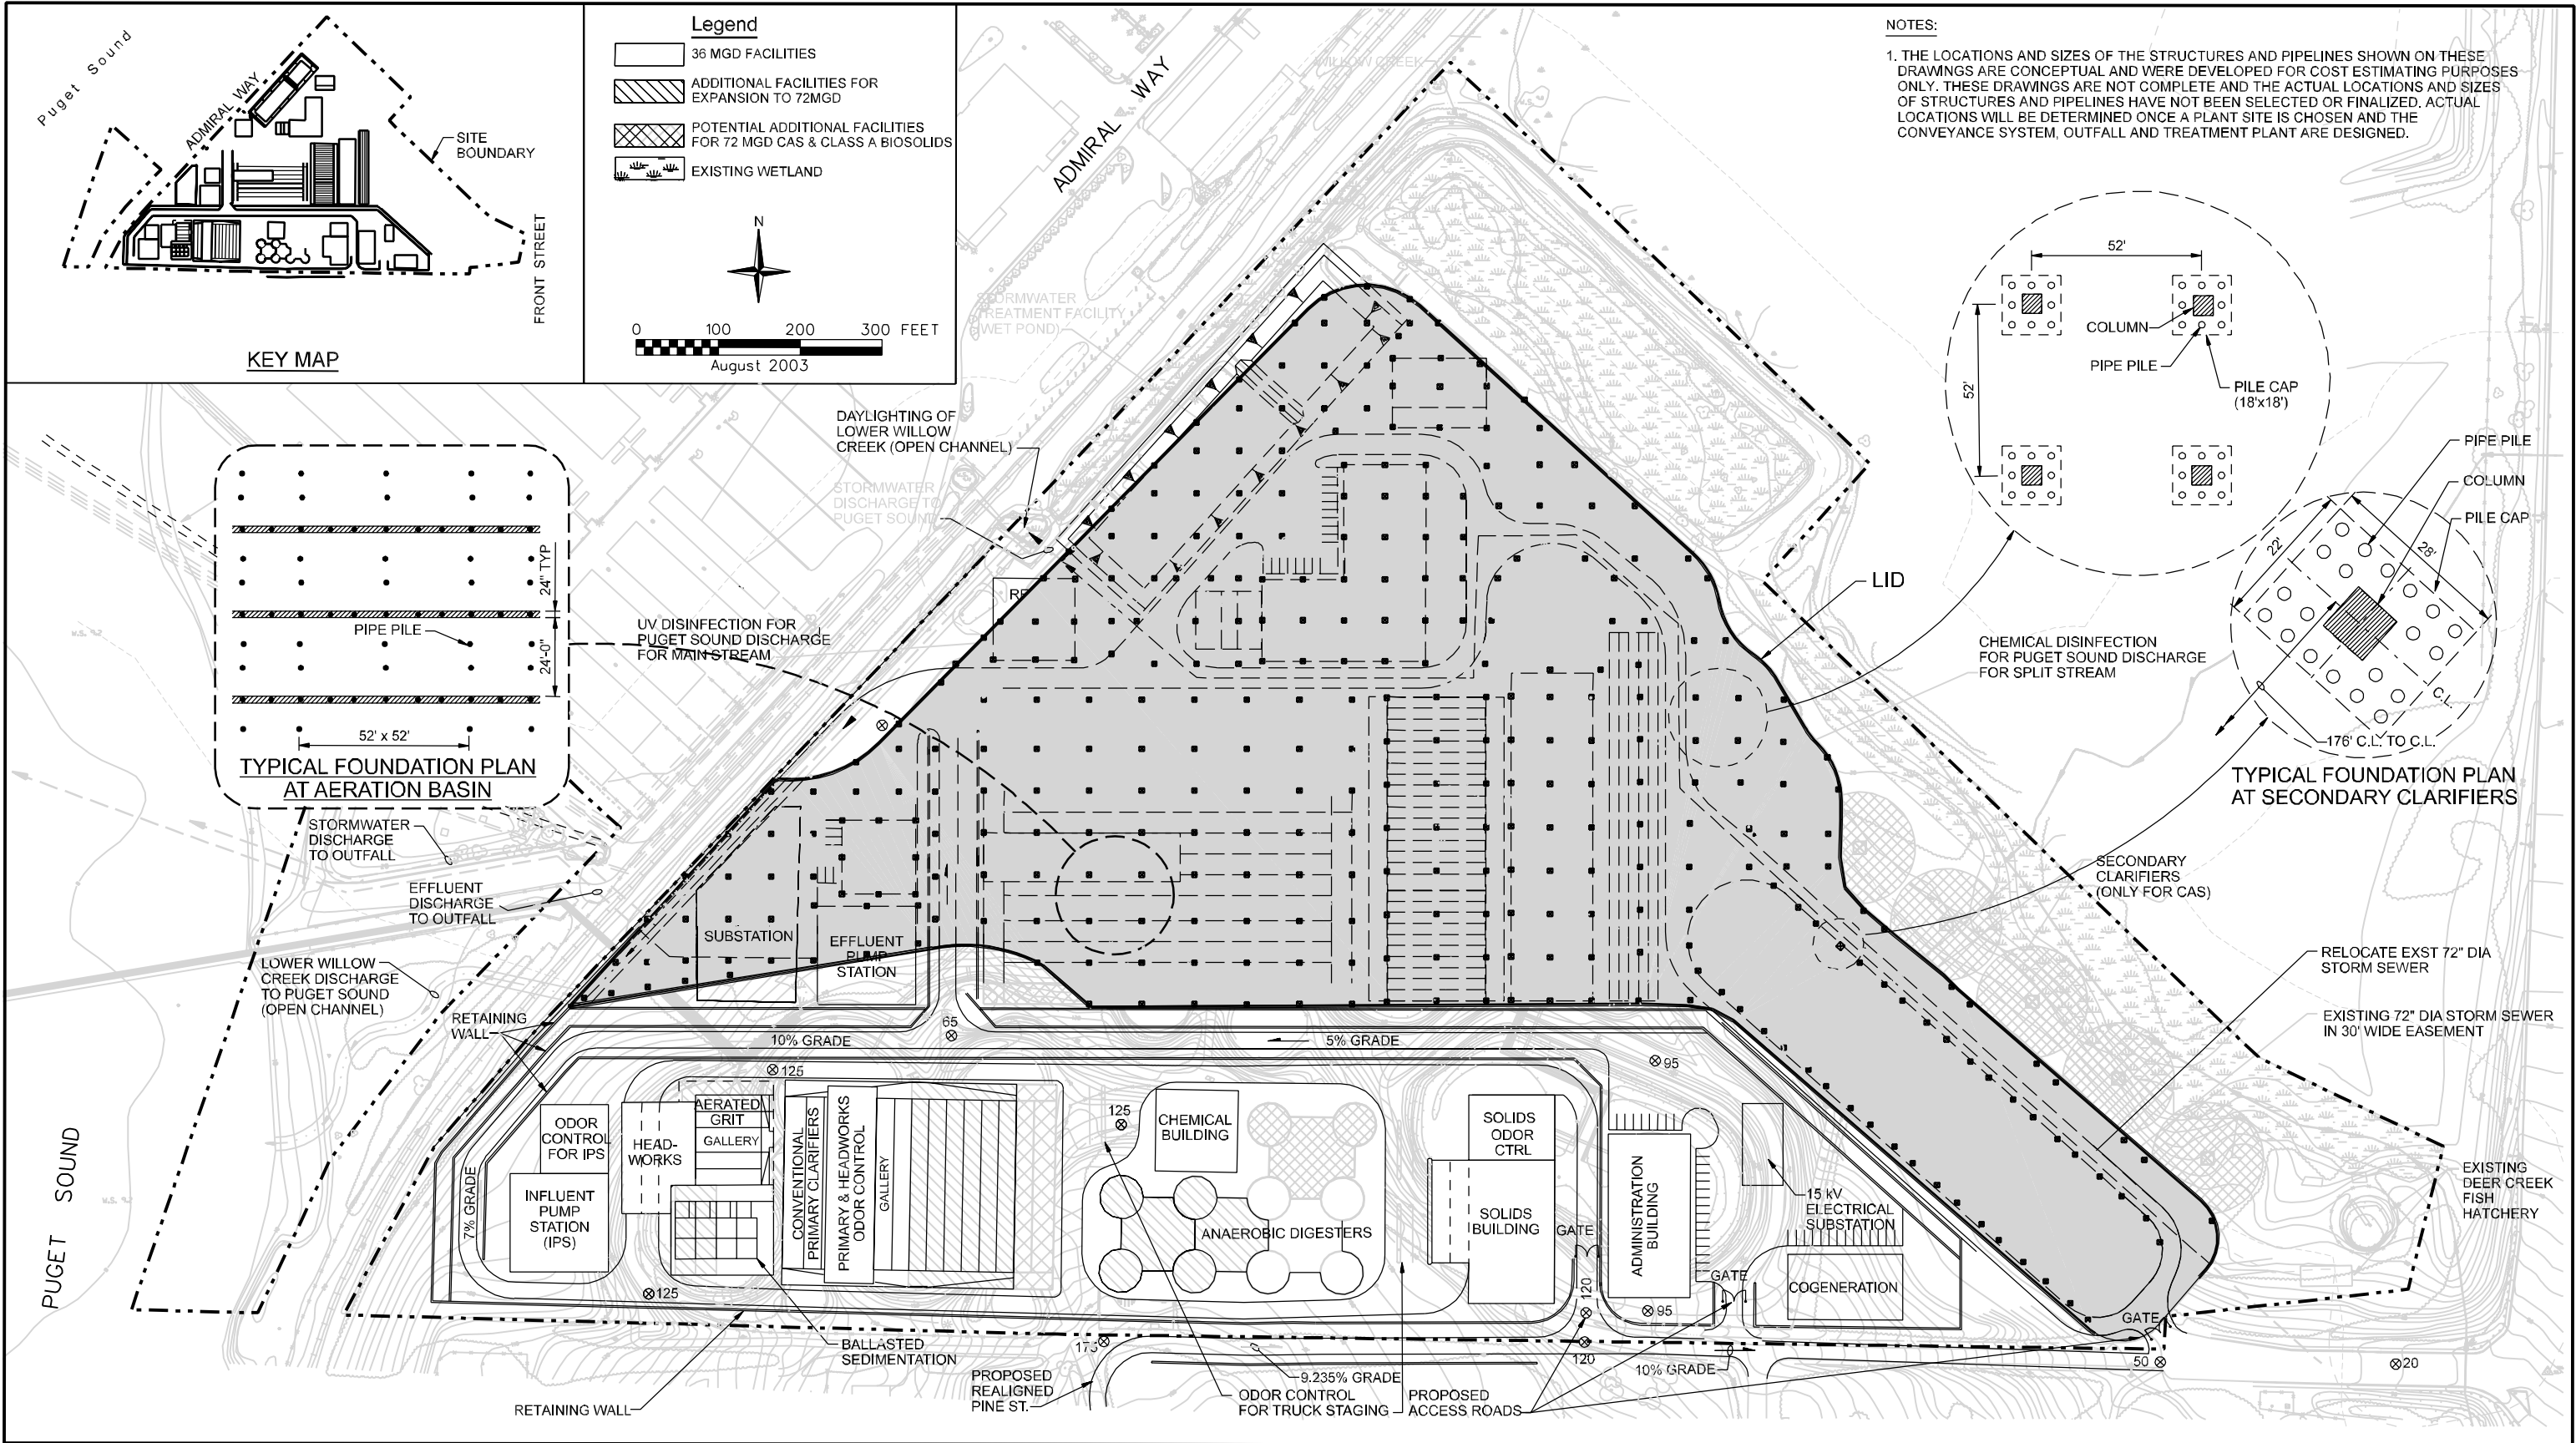 Puget Sound
ADMIRAL WAY
SITE
BOUNDARY
FRONT STREET
KEY MAP
Legend
36 MGD FACILITIES
ADDITIONAL FACILITIES FOR
EXPANSION TO 72MGD
POTENTIAL ADDITIONAL FACILITIES
FOR 72 MGD CAS & CLASS A BIOSOLIDS
EXISTING WETLAND
N
0 100 200 300 FEET
August 2003
ADMIRAL WAY
WILLOW CREEK
NOTES:
1. THE LOCATIONS AND SIZES OF THE STRUCTURES AND PIPELINES SHOWN ON THESE
DRAWINGS ARE CONCEPTUAL AND WERE DEVELOPED FOR COST ESTIMATING PURPOSES
ONLY. THESE DRAWINGS ARE NOT COMPLETE AND THE ACTUAL LOCATIONS AND SIZES
OF STRUCTURES AND PIPELINES HAVE NOT BEEN SELECTED OR FINALIZED. ACTUAL
LOCATIONS WILL BE DETERMINED ONCE A PLANT SITE IS CHOSEN AND THE
CONVEYANCE SYSTEM, OUTFALL AND TREATMENT PLANT ARE DESIGNED.
52'
52'
COLUMN
PIPE PILE
PILE CAP
(18'x18')
PIPE PILE
COLUMN
PILE CAP
22'
28'
C.L.
176' C.L. TO C.L.
TYPICAL FOUNDATION PLAN
AT SECONDARY CLARIFIERS
STORMWATER
TREATMENT FACILITY
(WET POND)
DAYLIGHTING OF
LOWER WILLOW
CREEK (OPEN CHANNEL)
STORMWATER
DISCHARGE TO
PUGET SOUND
24" TYP
PIPE PILE
24'-0"
52' x 52'
TYPICAL FOUNDATION PLAN
AT AERATION BASIN
UV DISINFECTION FOR
PUGET SOUND DISCHARGE
FOR MAIN STREAM
LID
CHEMICAL DISINFECTION
FOR PUGET SOUND DISCHARGE
FOR SPLIT STREAM
STORMWATER
DISCHARGE
TO OUTFALL
EFFLUENT
DISCHARGE
TO OUTFALL
LOWER WILLOW
CREEK DISCHARGE
TO PUGET SOUND
(OPEN CHANNEL)
RETAINING
WALL
SUBSTATION
EFFLUENT
PUMP
STATION
SECONDARY
CLARIFIERS
(ONLY FOR CAS)
RELOCATE EXST 72" DIA
STORM SEWER
EXISTING 72" DIA STORM SEWER
IN 30' WIDE EASEMENT
65
10% GRADE
5% GRADE
95
125
125
7% GRADE
ODOR
CONTROL
FOR IPS
INFLUENT
PUMP
STATION
(IPS)
HEAD-
WORKS
AERATED
GRIT
GALLERY
CONVENTIONAL
PRIMARY CLARIFIERS
PRIMARY & HEADWORKS
ODOR CONTROL
GALLERY
CHEMICAL
BUILDING
ANAEROBIC DIGESTERS
SOLIDS
ODOR
CTRL
SOLIDS
BUILDING
GATE
120
ADMINISTRATION
BUILDING
15 kV
ELECTRICAL
SUBSTATION
GATE
COGENERATION
95
GATE
EXISTING
DEER CREEK
FISH
HATCHERY
PUGET SOUND
125
BALLASTED
SEDIMENTATION
RETAINING WALL
PROPOSED
REALIGNED
PINE ST.
9.235% GRADE
ODOR CONTROL
FOR TRUCK STAGING
PROPOSED
ACCESS ROADS
120
10% GRADE
50
20